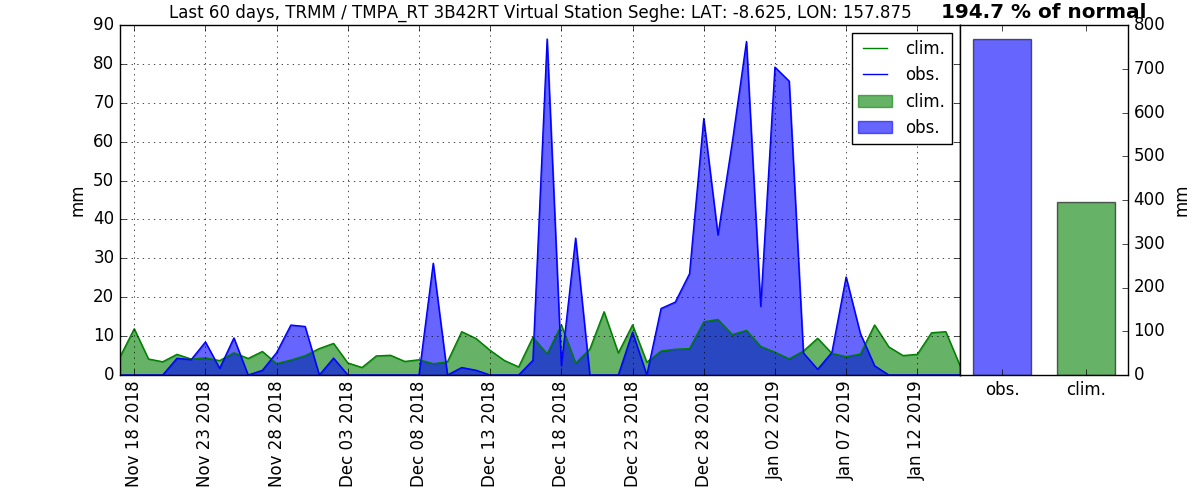 Last 60 days, TRMM / TMPA_RT 3B42RT Virtual Station Seghe: LAT: -8.625, LON: 157.875
194.7 % of normal
90
80
70
60
50
40
30
20
10
0
mm
clim.
obs.
clim.
obs.
Nov 18 2018
Nov 23 2018
Nov 28 2018
Dec 03 2018
Dec 08 2018
Dec 13 2018
Dec 18 2018
Dec 23 2018
Dec 28 2018
Jan 02 2019
Jan 07 2019
Jan 12 2019
800
700
600
500
400
300
200
100
0
mm
obs.
clim.